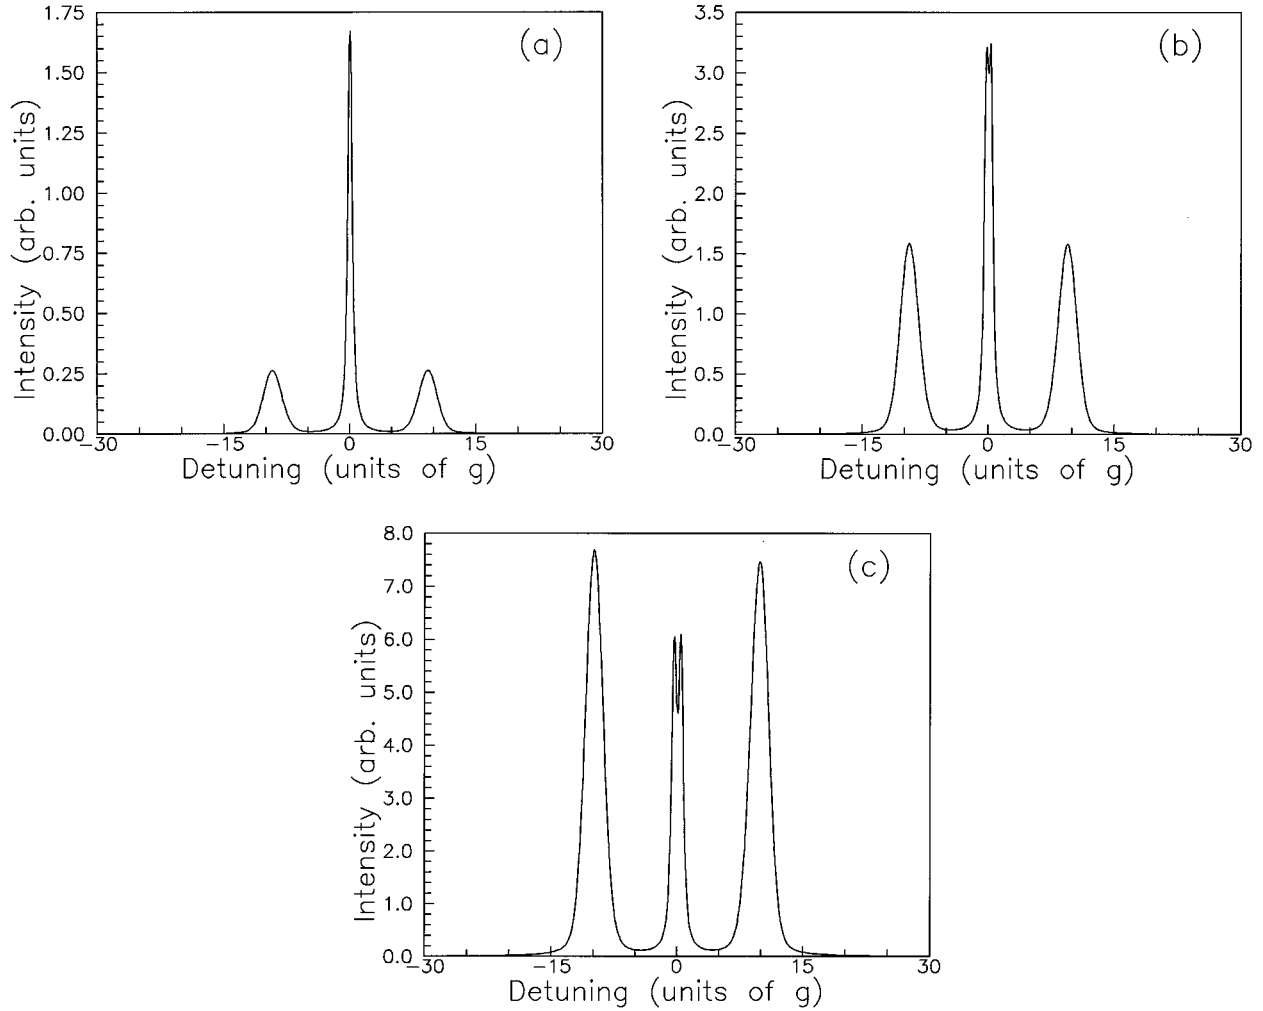 (a)
Intensity (arb. units)
1.75
1.50
1.25
1.00
0.75
0.50
0.25
0.00
−30 −15 0 15 30
Detuning (units of g)
(b)
Intensity (arb. units)
3.5
3.0
2.5
2.0
1.5
1.0
0.5
0.0
−30 −15 0 15 30
Detuning (units of g)
(c)
Intensity (arb. units)
8.0
7.0
6.0
5.0
4.0
3.0
2.0
1.0
0.0
−30 −15 0 15 30
Detuning (units of g)